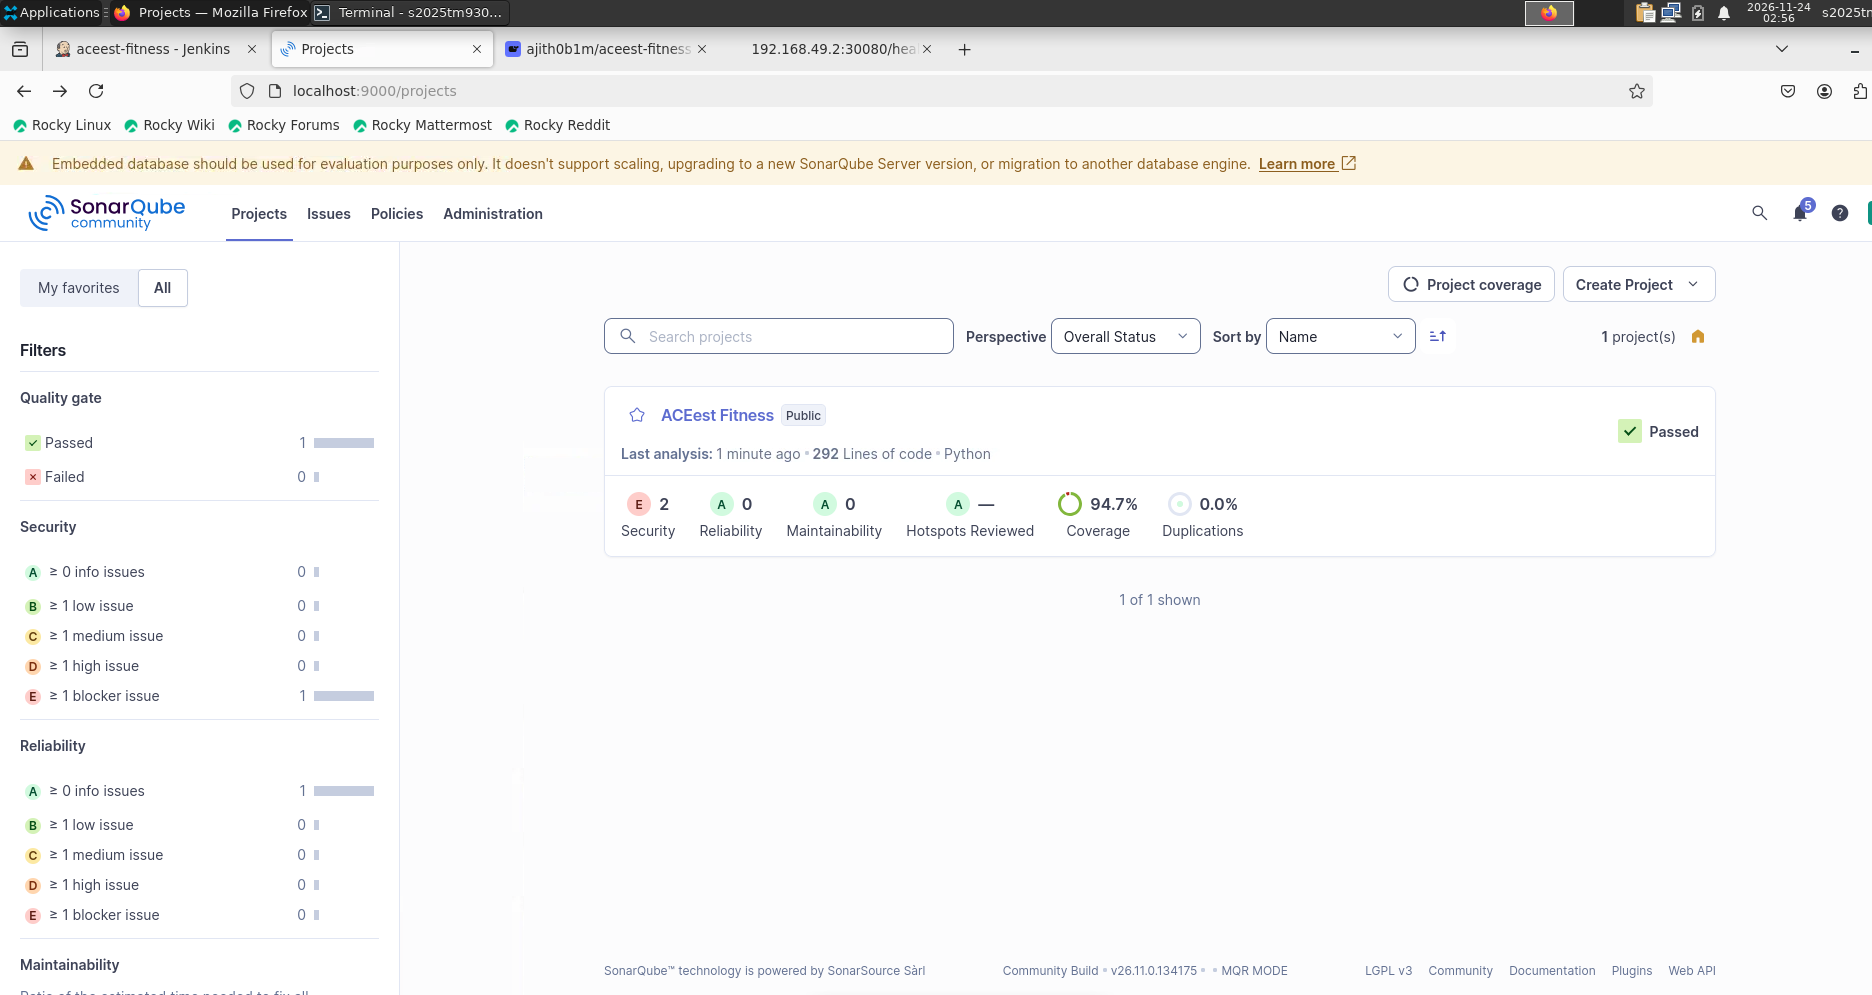 Applications
Projects — Mozilla Firefox
Terminal - s2025tm930...
2026-11-24
02:56
s2025tm
aceest-fitness - Jenkins
Projects
ajith0b1m/aceest-fitness
192.168.49.2:30080/hea
localhost:9000/projects
Rocky Linux
Rocky Wiki
Rocky Forums
Rocky Mattermost
Rocky Reddit
Embedded database should be used for evaluation purposes only. It doesn't support scaling, upgrading to a new SonarQube Server version, or migration to another database engine. Learn more
SonarQube
community
Projects
Issues
Policies
Administration
5
My favorites
All
Project coverage
Create Project
Search projects
Perspective
Overall Status
Sort by
Name
1 project(s)
Filters
Quality gate
Passed 1
Failed 0
Security
A ≥ 0 info issues 0
B ≥ 1 low issue 0
C ≥ 1 medium issue 0
D ≥ 1 high issue 0
E ≥ 1 blocker issue 1
Reliability
A ≥ 0 info issues 1
B ≥ 1 low issue 0
C ≥ 1 medium issue 0
D ≥ 1 high issue 0
E ≥ 1 blocker issue 0
Maintainability
Ratio of the estimated time needed to fix all
ACEest Fitness
Public
Passed
Last analysis: 1 minute ago • 292 Lines of code • Python
E 2
Security
A 0
Reliability
A 0
Maintainability
A —
Hotspots Reviewed
94.7%
Coverage
0.0%
Duplications
1 of 1 shown
SonarQube™ technology is powered by SonarSource Sàrl
Community Build • v26.11.0.134175 • • MQR MODE
LGPL v3
Community
Documentation
Plugins
Web API